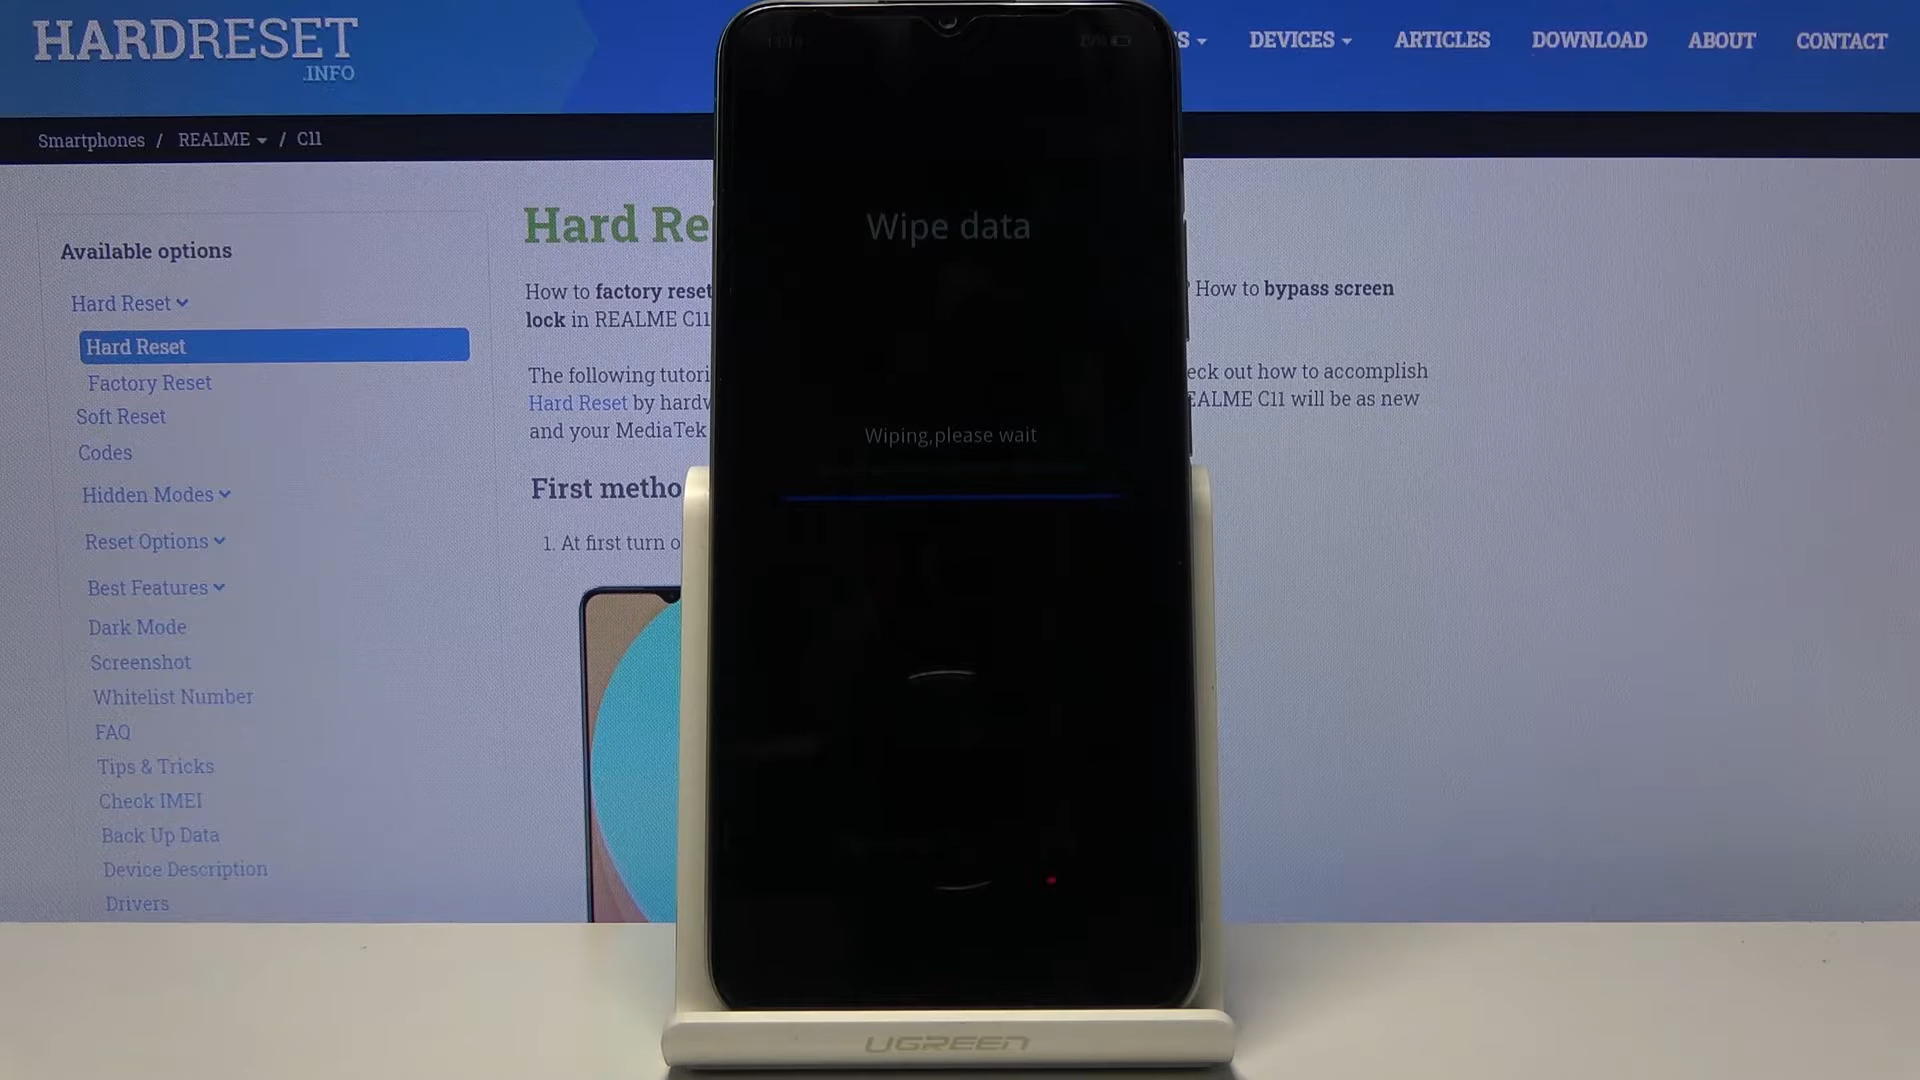 HARDRESET
.INFO
DEVICES
ARTICLES
DOWNLOAD
ABOUT
CONTACT
Smartphones / REALME / C11
Available options
Hard Reset
Hard Reset
Factory Reset
Soft Reset
Codes
Hidden Modes
Reset Options
Best Features
Dark Mode
Screenshot
Whitelist Number
FAQ
Tips & Tricks
Check IMEI
Back Up Data
Device Description
Drivers
Hard Re
How to factory reset
? How to bypass screen
lock in REALME C11
The following tutori
eck out how to accomplish
Hard Reset by hardw
EALME C11 will be as new
and your MediaTek
First metho
1. At first turn o
Wipe data
Wiping,please wait
UGREEN